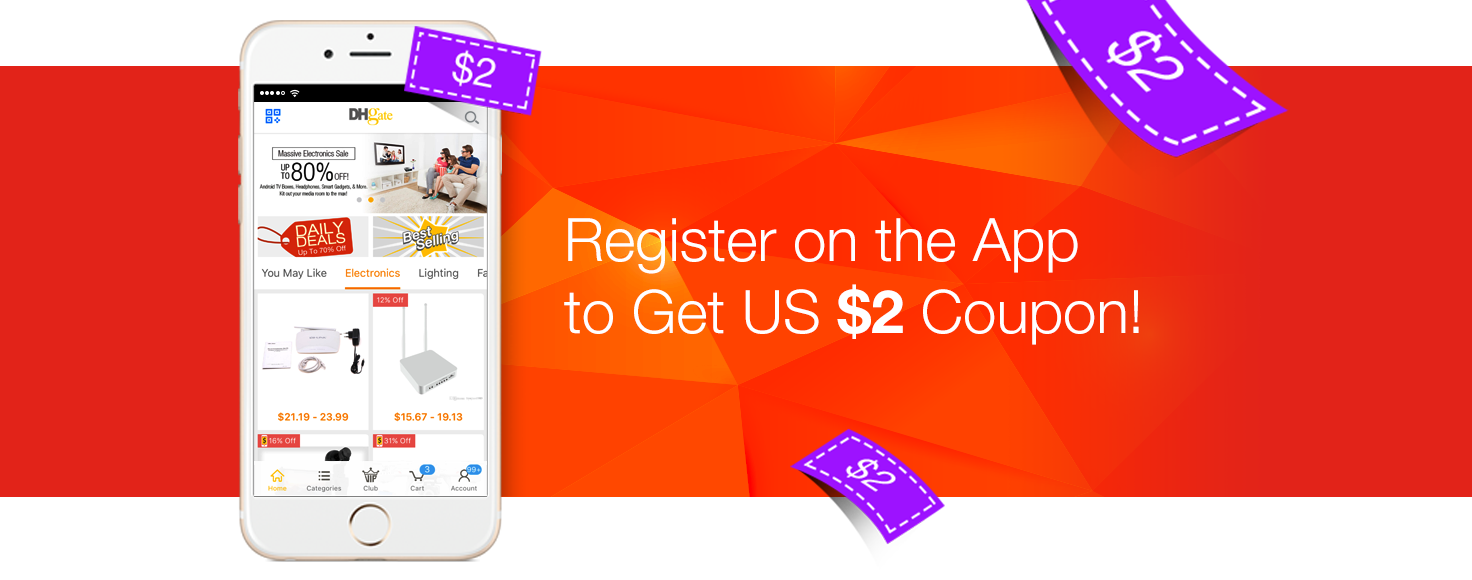 $2
$2
DHgate
Massive Electronics Sale
UP TO 80% OFF!
Android TV Boxes, Headphones, Smart Gadgets, & More.
Kit out your media room to the max!
DAILY
DEALS
Up To 70% Off
Best
Selling
You May Like Electronics Lighting Fa
12% Off
$21.19 - 23.99
$15.67 - 19.13
16% Off
31% Off
3
99+
Home Categories Club Cart Account
VIP
Register on the App
to Get US $2 Coupon!
$2